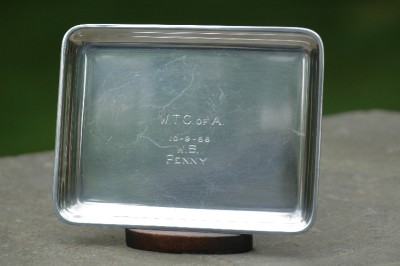 W.T.C. OF A.
10-9-66
W.B.
PENNY